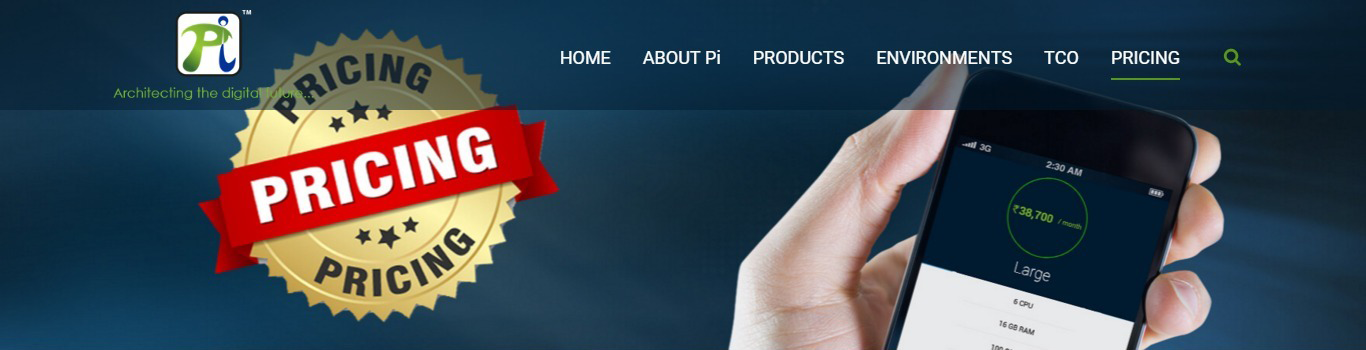 Pi
TM
Architecting the digital future...
HOME ABOUT Pi PRODUCTS ENVIRONMENTS TCO PRICING
PRICING
PRICING
PRICING
3G
2:30 AM
₹38,700 / month
Large
6 CPU
16 GB RAM